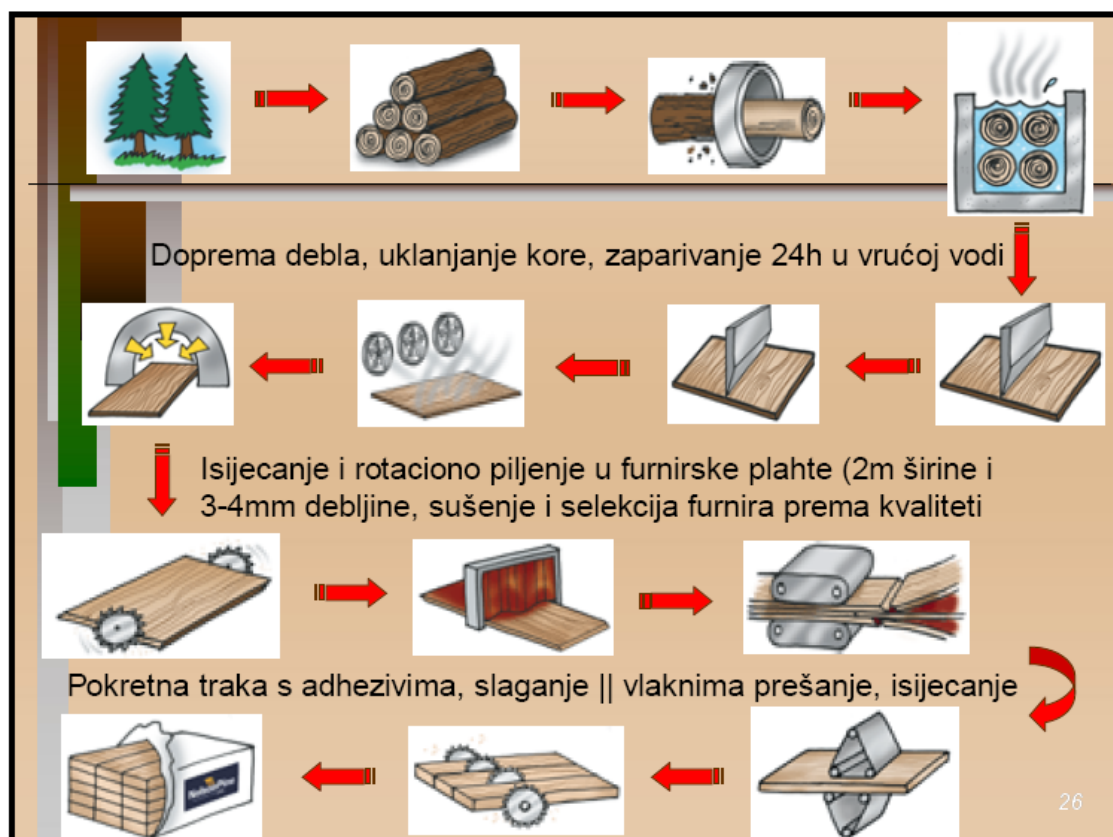 Doprema debla, uklanjanje kore, zaparivanje 24h u vrućoj vodi
Isijecanje i rotaciono piljenje u furnirske plahte (2m širine i
3-4mm debljine, sušenje i selekcija furnira prema kvaliteti
Pokretna traka s adhezivima, slaganje || vlaknima prešanje, isijecanje
26